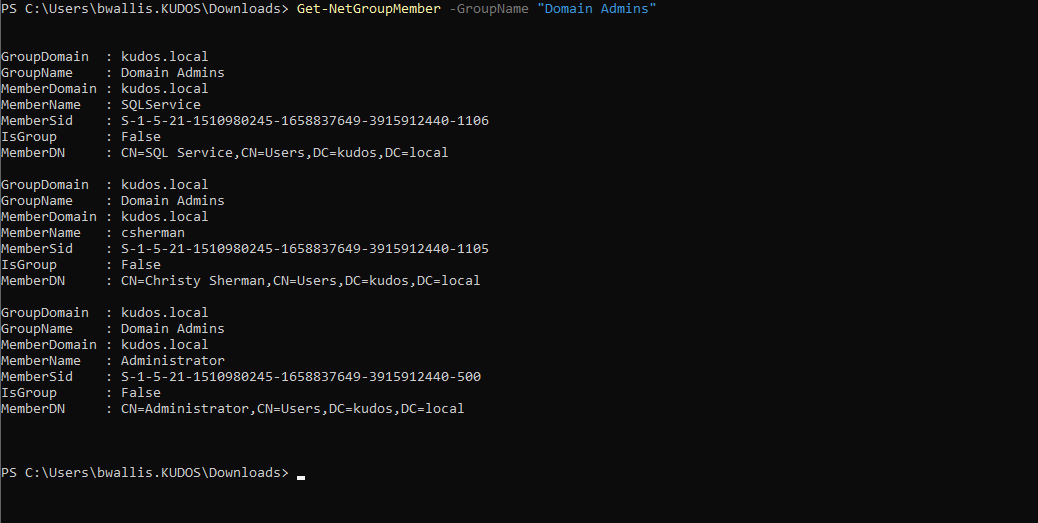 PS C:\Users\bwallis.KUDOS\Downloads> Get-NetGroupMember -GroupName "Domain Admins"
GroupDomain : kudos.local
GroupName : Domain Admins
MemberDomain : kudos.local
MemberName : SQLService
MemberSid : S-1-5-21-1510980245-1658837649-3915912440-1106
IsGroup : False
MemberDN : CN=SQL Service,CN=Users,DC=kudos,DC=local
GroupDomain : kudos.local
GroupName : Domain Admins
MemberDomain : kudos.local
MemberName : csherman
MemberSid : S-1-5-21-1510980245-1658837649-3915912440-1105
IsGroup : False
MemberDN : CN=Christy Sherman,CN=Users,DC=kudos,DC=local
GroupDomain : kudos.local
GroupName : Domain Admins
MemberDomain : kudos.local
MemberName : Administrator
MemberSid : S-1-5-21-1510980245-1658837649-3915912440-500
IsGroup : False
MemberDN : CN=Administrator,CN=Users,DC=kudos,DC=local
PS C:\Users\bwallis.KUDOS\Downloads>